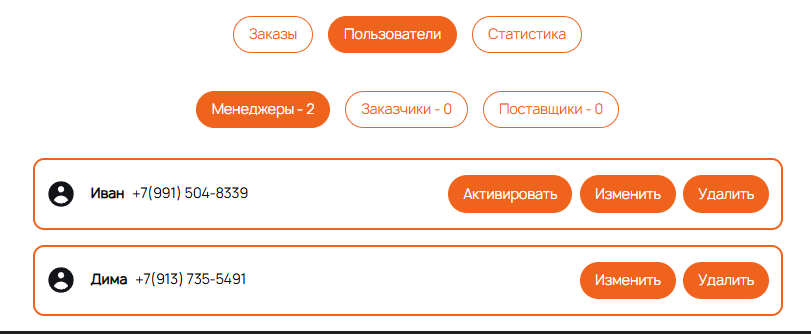 Заказы Пользователи Статистика
Менеджеры - 2 Заказчики - 0 Поставщики - 0
Иван +7(991) 504-8339 Активировать Изменить Удалить
Дима +7(913) 735-5491 Изменить Удалить